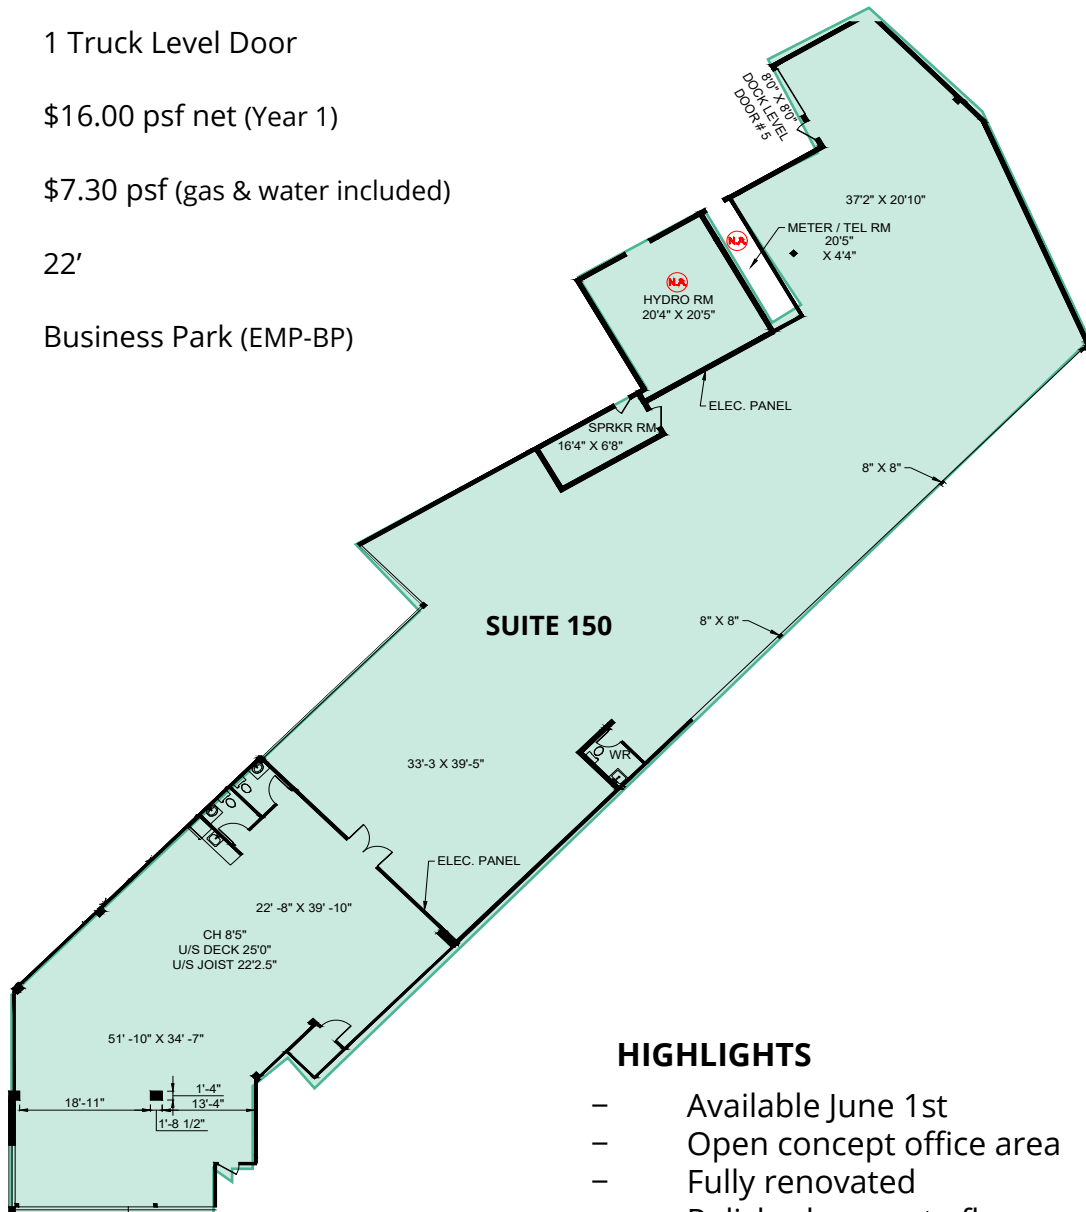 1 Truck Level Door
$16.00 psf net (Year 1)
$7.30 psf (gas & water included)
22’
Business Park (EMP-BP)
8'0" X 8'0"
DOCK LEVEL
DOOR # 5
37'2" X 20'10"
METER / TEL RM
20'5"
X 4'4"
N.A.
N.A.
HYDRO RM
20'4" X 20'5"
ELEC. PANEL
SPRKR RM
16'4" X 6'8"
8" X 8"
SUITE 150
8" X 8"
WR
33'-3 X 39'-5"
ELEC. PANEL
22' -8" X 39' -10"
CH 8'5"
U/S DECK 25'0"
U/S JOIST 22'2.5"
51' -10" X 34' -7"
1'-4"
18'-11"
13'-4"
1'-8 1/2"
HIGHLIGHTS
– Available June 1st
– Open concept office area
– Fully renovated